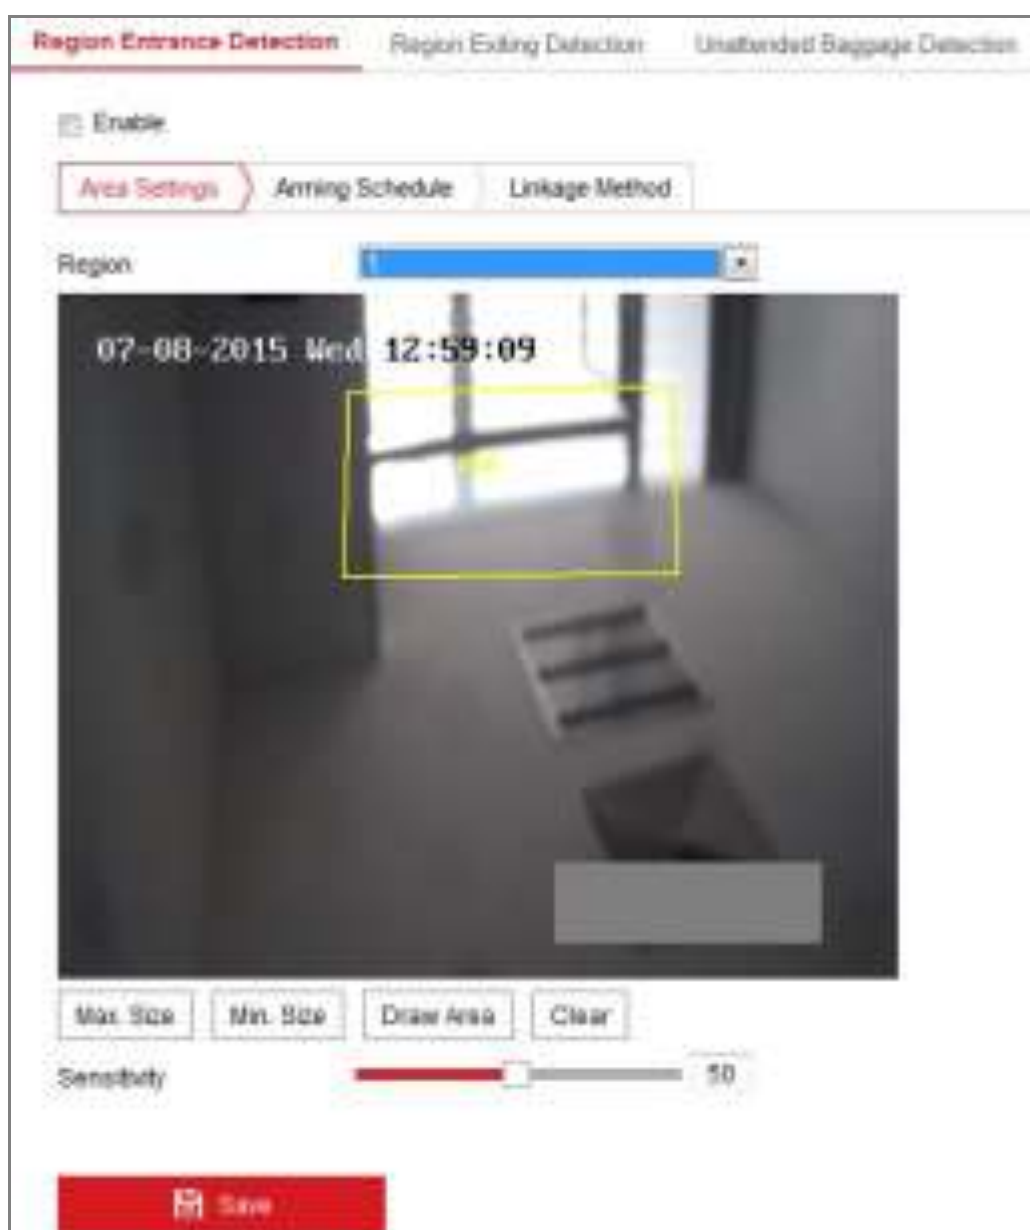 Region Entrance Detection Region Exiting Detection Unattended Baggage Detection
Enable
Area Settings Arming Schedule Linkage Method
Region 1
07-08-2015 Wed 12:59:09
Max. Size Min. Size Draw Area Clear
Sensitivity 50
Save